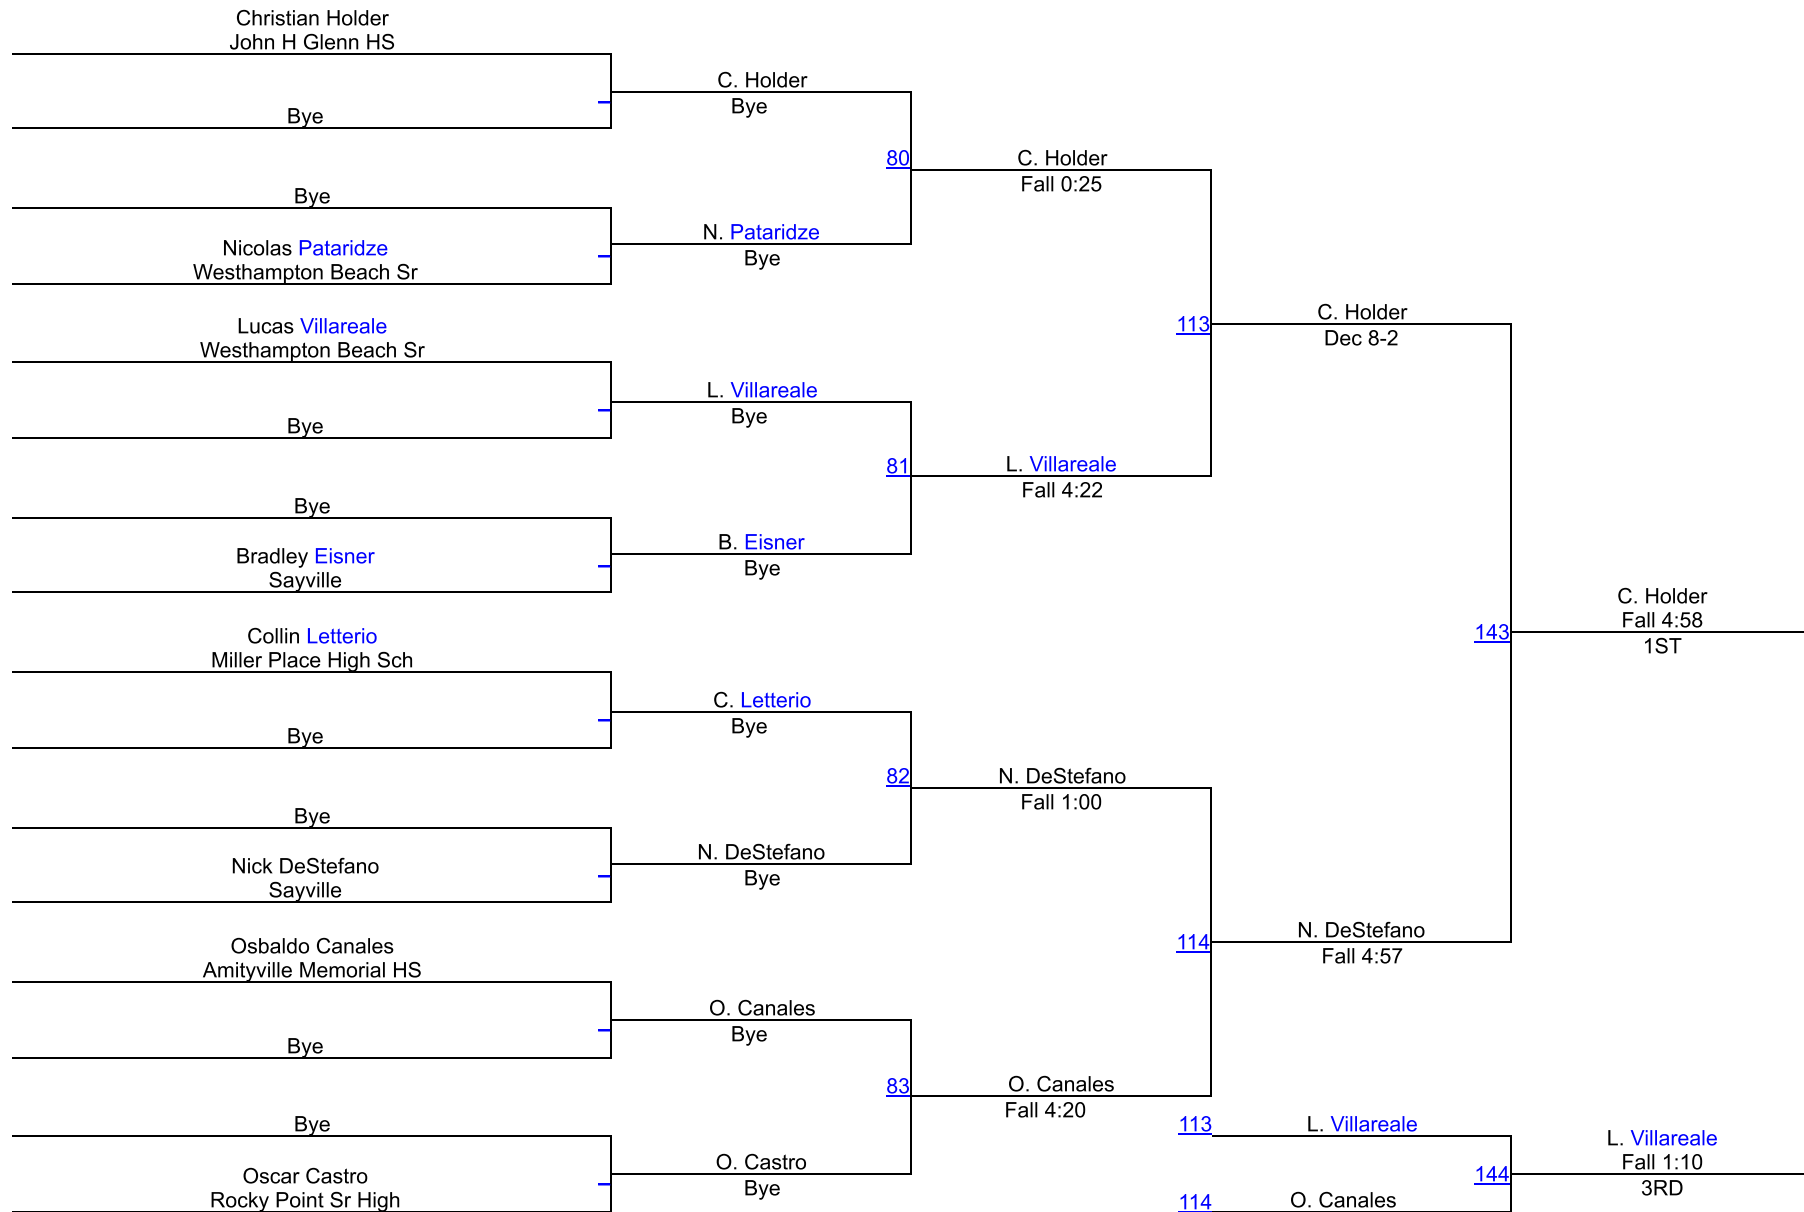 Christian Holder
John H Glenn HS
Bye
Bye
Nicolas Pataridze
Westhampton Beach Sr
Lucas Villareale
Westhampton Beach Sr
Bye
Bye
Bradley Eisner
Sayville
Collin Letterio
Miller Place High Sch
Bye
Bye
Nick DeStefano
Sayville
Osbaldo Canales
Amityville Memorial HS
Bye
Bye
Oscar Castro
Rocky Point Sr High
C. Holder
Bye
80
N. Pataridze
Bye
L. Villareale
Bye
81
B. Eisner
Bye
C. Letterio
Bye
82
N. DeStefano
Bye
O. Canales
Bye
83
O. Castro
Bye
C. Holder
Fall 0:25
113
L. Villareale
Fall 4:22
N. DeStefano
Fall 1:00
114
O. Canales
Fall 4:20
C. Holder
Dec 8-2
143
N. DeStefano
Fall 4:57
C. Holder
Fall 4:58
1ST
113
L. Villareale
144
114
O. Canales
L. Villareale
Fall 1:10
3RD